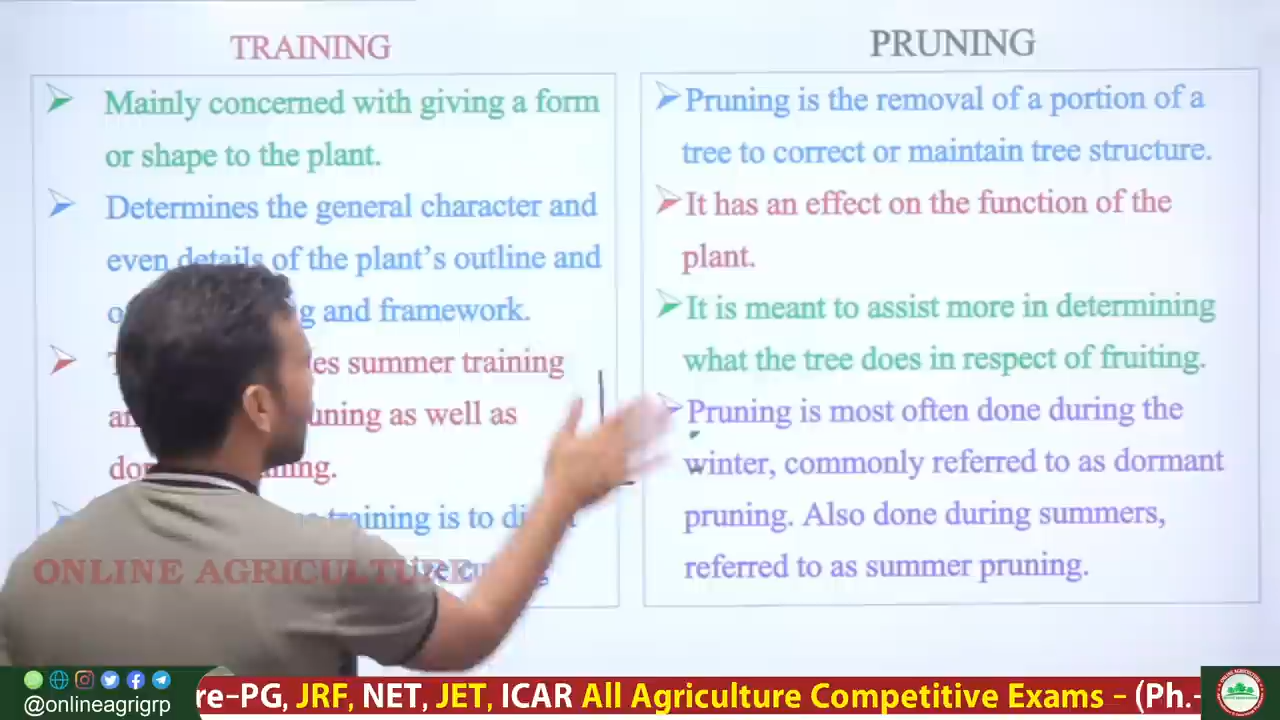 TRAINING
Mainly concerned with giving a form
or shape to the plant.
Determines the general character and
even details of the plant's outline and
and framework.
summer training
as well as
training is to
PRUNING
Pruning is the removal of a portion of a
tree to correct or maintain tree structure.
It has an effect on the function of the
plant.
It is meant to assist more in determining
what the tree does in respect of fruiting.
Pruning is most often done during the
winter, commonly referred to as dormant
pruning. Also done during summers,
referred to as summer pruning.
ONLINE AGRICULTURE
@onlineagrigrp
re-PG, JRF, NET, JET, ICAR All Agriculture Competitive Exams - (Ph.-